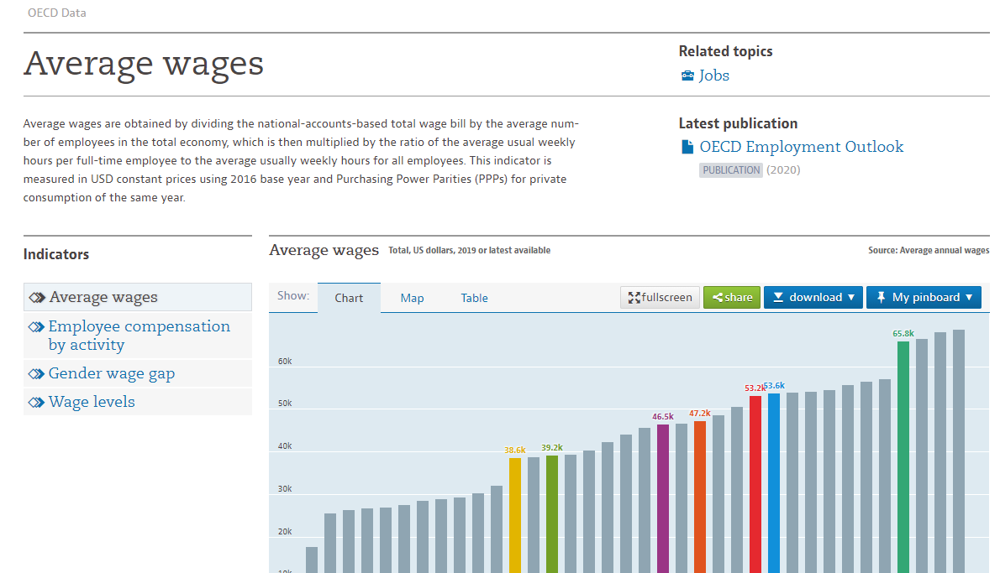 OECD Data
Average wages
Related topics
Jobs
Average wages are obtained by dividing the national-accounts-based total wage bill by the average num-
ber of employees in the total economy, which is then multiplied by the ratio of the average usual weekly
hours per full-time employee to the average usually weekly hours for all employees. This indicator is
measured in USD constant prices using 2016 base year and Purchasing Power Parities (PPPs) for private
consumption of the same year.
Latest publication
OECD Employment Outlook
PUBLICATION (2020)
Indicators
Average wages
Employee compensation
by activity
Gender wage gap
Wage levels
Average wages Total, US dollars, 2019 or latest available
Source: Average annual wages
Show: Chart Map Table
fullscreen share download ▼ My pinboard ▼
65.8k
60k
53.2k 53.6k
50k
46.5k 47.2k
40k
38.6k 39.2k
30k
20k
10k